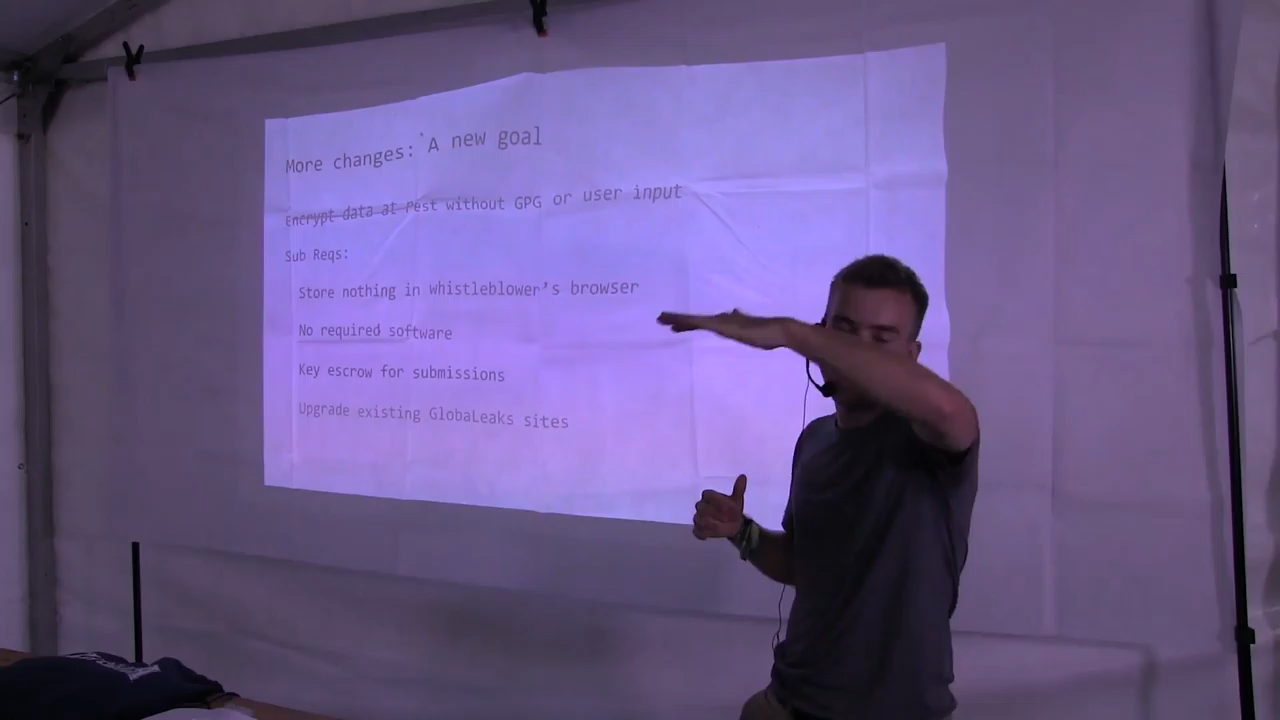 More changes: A new goal
Encrypt data at rest without GPG or user input
Sub Reqs:
Store nothing in whistleblower's browser
No required software
Key escrow for submissions
Upgrade existing GlobaLeaks sites